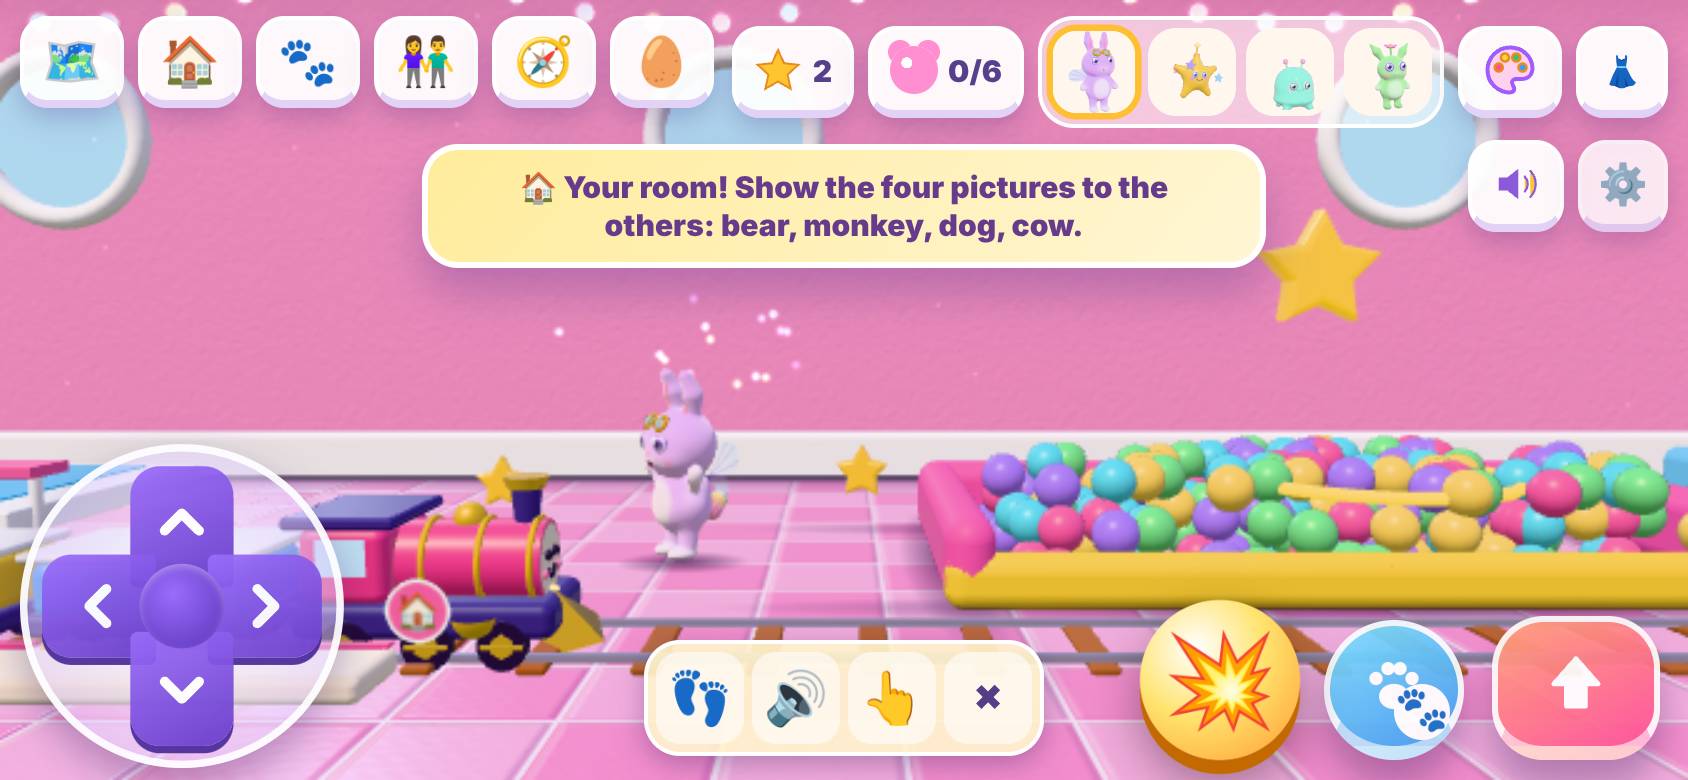 2
0/6
Your room! Show the four pictures to the
others: bear, monkey, dog, cow.